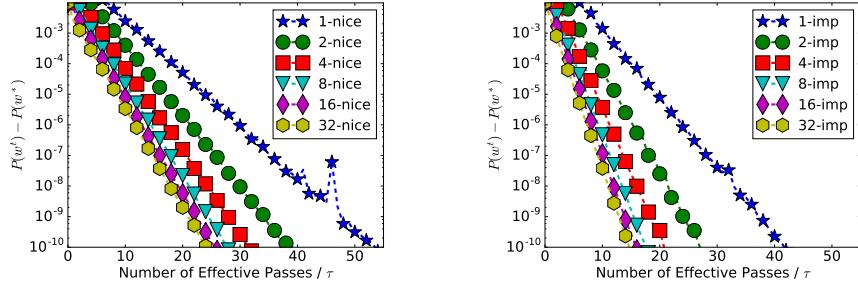 10^{-3}
10^{-4}
10^{-5}
10^{-6}
10^{-7}
10^{-8}
10^{-9}
10^{-10}
P(w^t) − P(w^*)
0 10 20 30 40 50
Number of Effective Passes / τ
1-nice
2-nice
4-nice
8-nice
16-nice
32-nice
10^{-3}
10^{-4}
10^{-5}
10^{-6}
10^{-7}
10^{-8}
10^{-9}
10^{-10}
P(w^t) − P(w^*)
0 10 20 30 40 50
Number of Effective Passes / τ
1-imp
2-imp
4-imp
8-imp
16-imp
32-imp